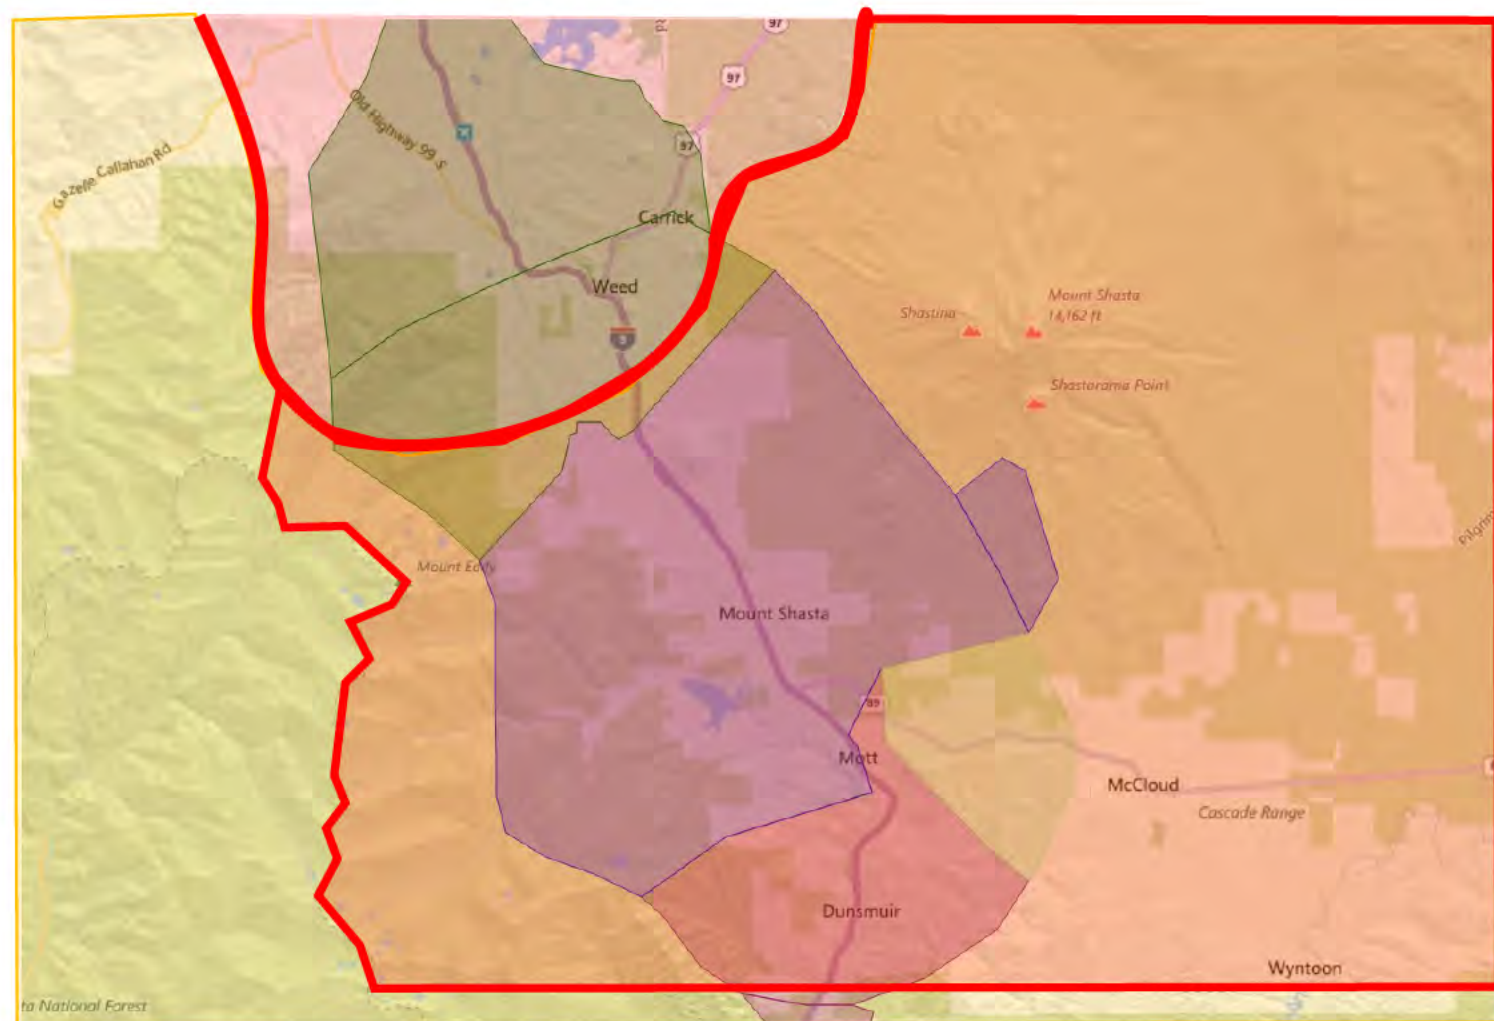 97
97
Old Highway 99 S
97
Gazelle Callahan Rd
Carrick
Weed
5
Shastina
Mount Shasta
14,162 ft
Shastarama Point
Mount Eddy
Mount Shasta
89
Mott
McCloud
Cascade Range
Dunsmuir
Wyntoon
ta National Forest